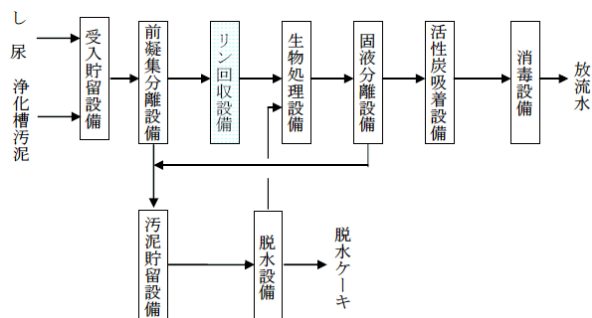 し尿
浄化槽汚泥
受入貯留設備
前凝集分離設備
リン回収設備
生物処理設備
固液分離設備
活性炭吸着設備
消毒設備
放流水
汚泥貯留設備
脱水設備
脱水ケーキ